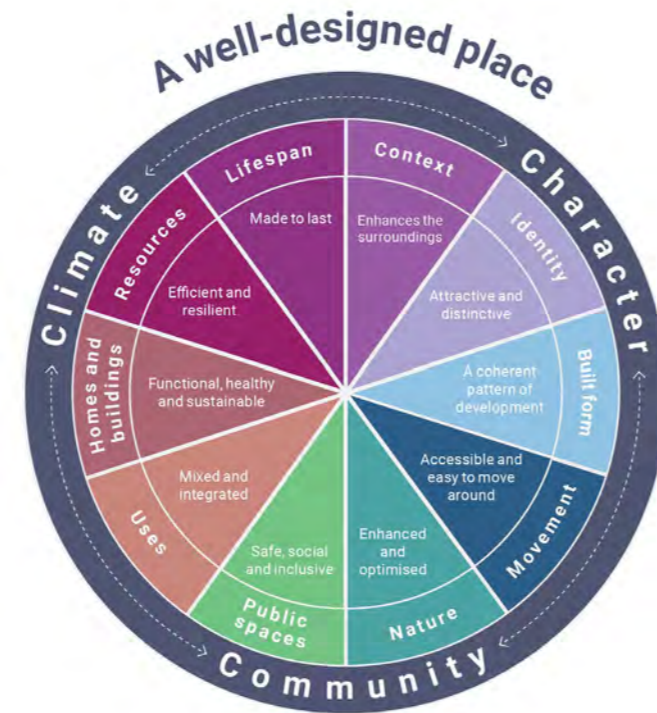 A well-designed place
Climate
Character
Community
Context
Enhances the
surroundings
Identity
Attractive and
distinctive
Built form
A coherent
pattern of
development
Movement
Accessible and
easy to move
around
Nature
Enhanced
and
optimised
Public
spaces
Safe, social
and inclusive
Uses
Mixed and
integrated
Homes and
buildings
Functional, healthy
and sustainable
Resources
Efficient and
resilient
Lifespan
Made to last